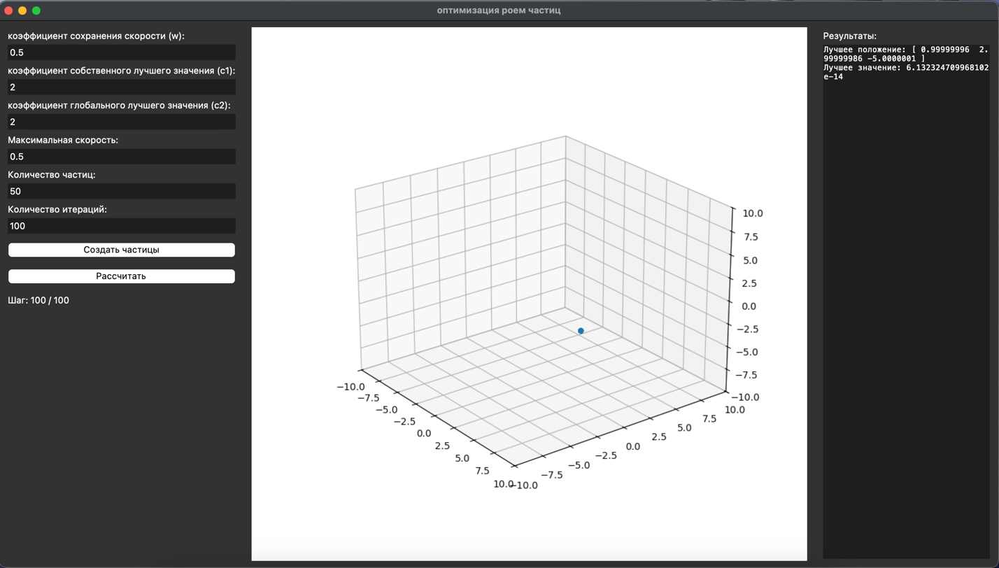 оптимизация роем частиц
коэффициент сохранения скорости (w):
0.5
коэффициент собственного лучшего значения (c1):
2
коэффициент глобального лучшего значения (c2):
2
Максимальная скорость:
0.5
Количество частиц:
50
Количество итераций:
100
Создать частицы
Рассчитать
Шаг: 100 / 100
−10.0
−7.5
−5.0
−2.5
0.0
2.5
5.0
7.5
10.0
−10.0
−7.5
−5.0
−2.5
0.0
2.5
5.0
7.5
10.0
10.0
7.5
5.0
2.5
0.0
−2.5
−5.0
−7.5
−10.0
Результаты:
Лучшее положение: [ 0.99999996  2.
99999986 -5.0000001 ]
Лучшее значение: 6.132324709968102
e-14